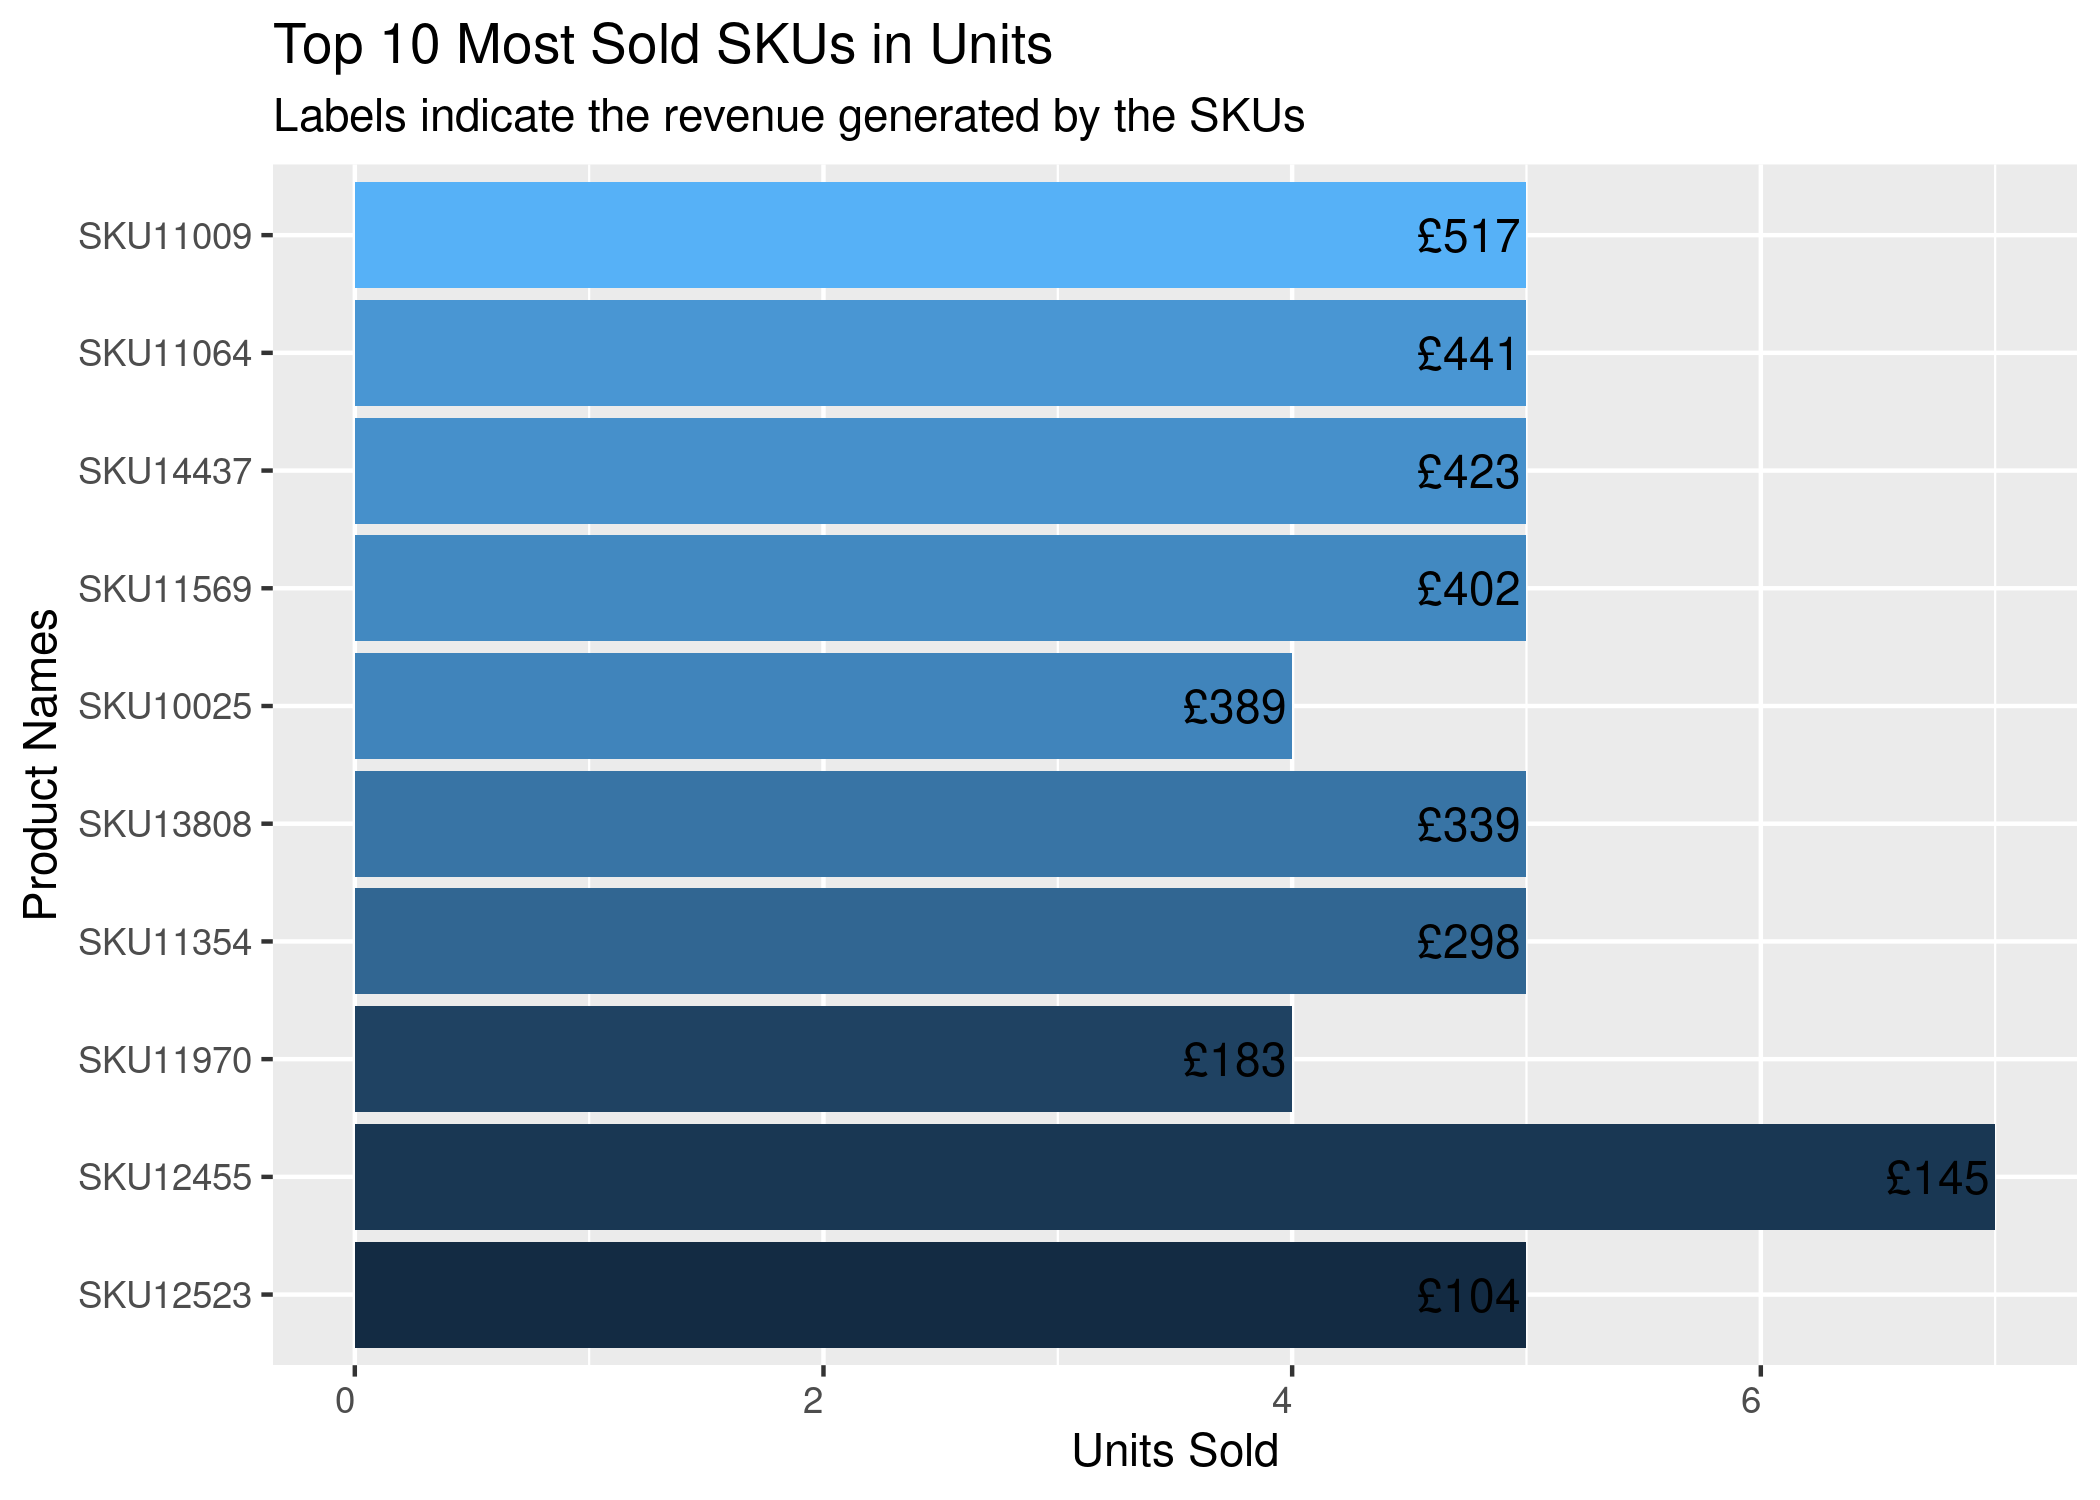 Top 10 Most Sold SKUs in Units
Labels indicate the revenue generated by the SKUs
Product Names
SKU11009 £517
SKU11064 £441
SKU14437 £423
SKU11569 £402
SKU10025 £389
SKU13808 £339
SKU11354 £298
SKU11970 £183
SKU12455 £145
SKU12523 £104
0 2 4 6
Units Sold